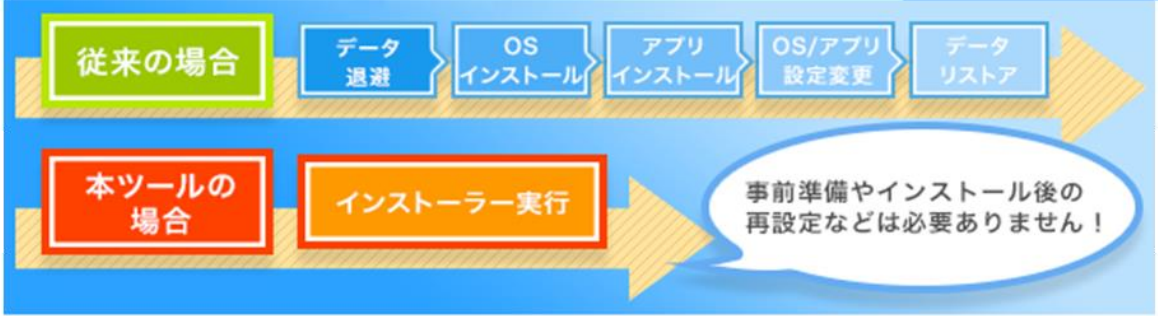 従来の場合
データ
退避
OS
インストール
アプリ
インストール
OS/アプリ
設定変更
データ
リストア
本ツールの
場合
インストーラー実行
事前準備やインストール後の
再設定などは必要ありません！